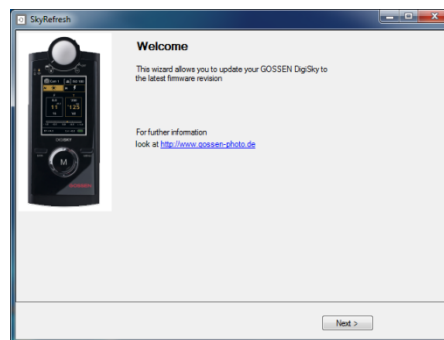 SkyRefresh
Welcome
This wizard allows you to update your GOSSEN DigiSky to
the latest firmware revision
For further information
look at http://www.gossen-photo.de
M
Next >